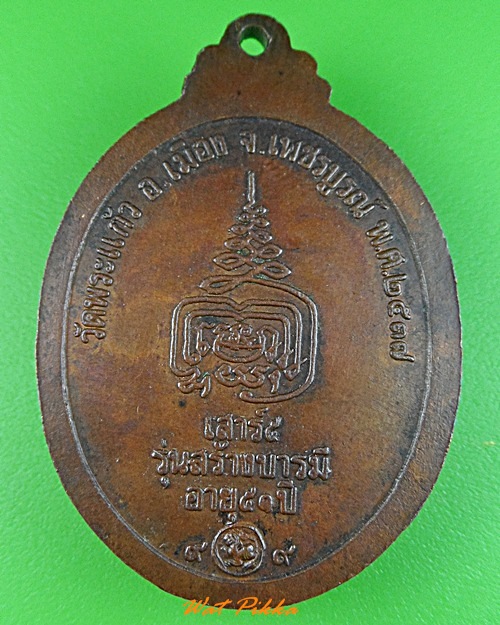 วัดพระแก้ว อ.เมือง จ.เพชรบูรณ์ พ.ศ.๒๕๓๗
เสาร์๕
รุ่นสร้างบารมี
อายุ๕๐ปี
๙ ๙
Wat Pikka